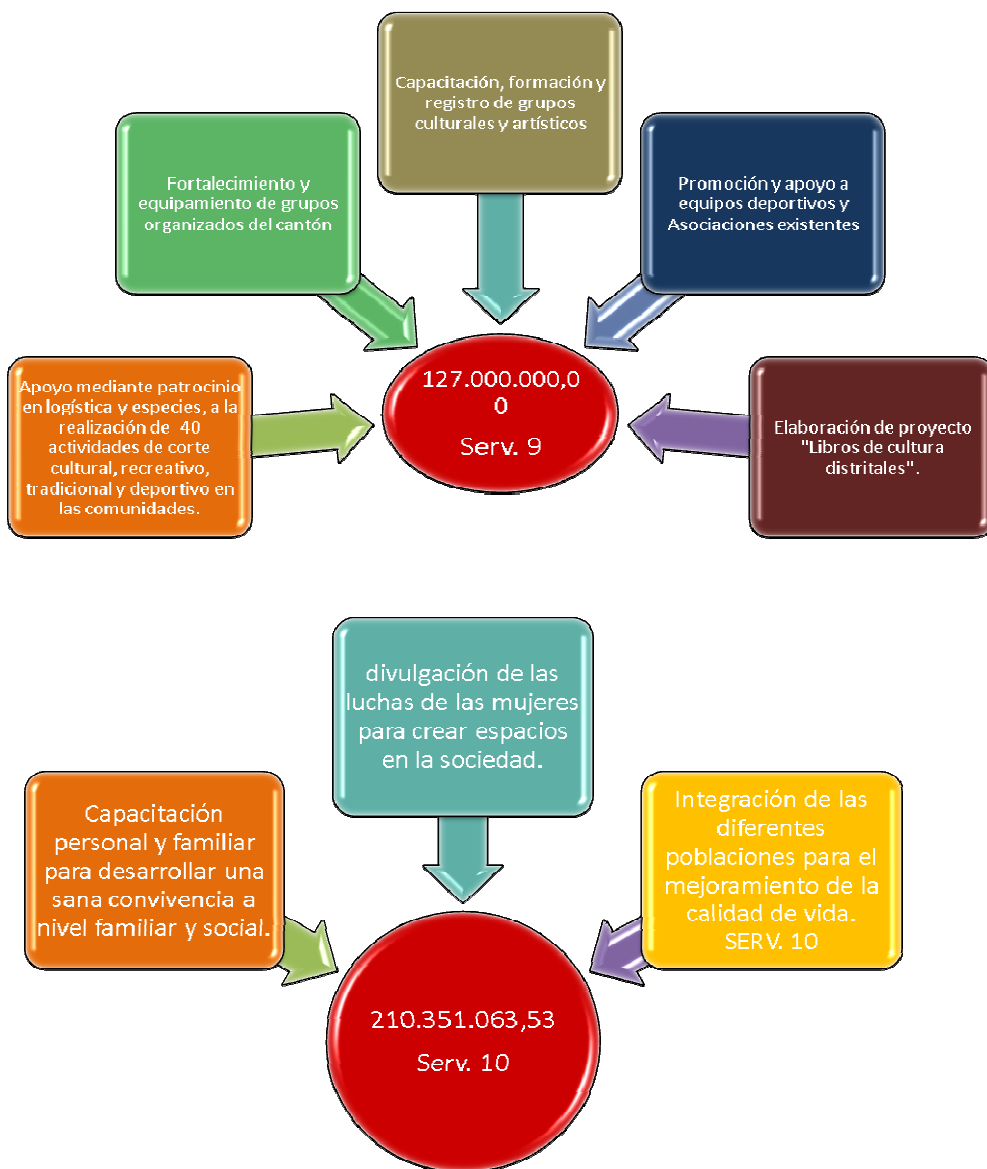 Capacitación, formación y
registro de grupos
culturales y artísticos
Fortalecimiento y
equipamiento de grupos
organizados del cantón
Promoción y apoyo a
equipos deportivos y
Asociaciones existentes
Apoyo mediante patrocinio
en logística y especies, a la
realización de 40
actividades de corte
cultural, recreativo,
tradicional y deportivo en
las comunidades.
127.000.000,0
0
Serv. 9
Elaboración de proyecto
"Libros de cultura
distritales".
divulgación de las
luchas de las mujeres
para crear espacios
en la sociedad.
Capacitación
personal y familiar
para desarrollar una
sana convivencia a
nivel familiar y social.
Integración de las
diferentes
poblaciones para el
mejoramiento de la
calidad de vida.
SERV. 10
210.351.063,53
Serv. 10